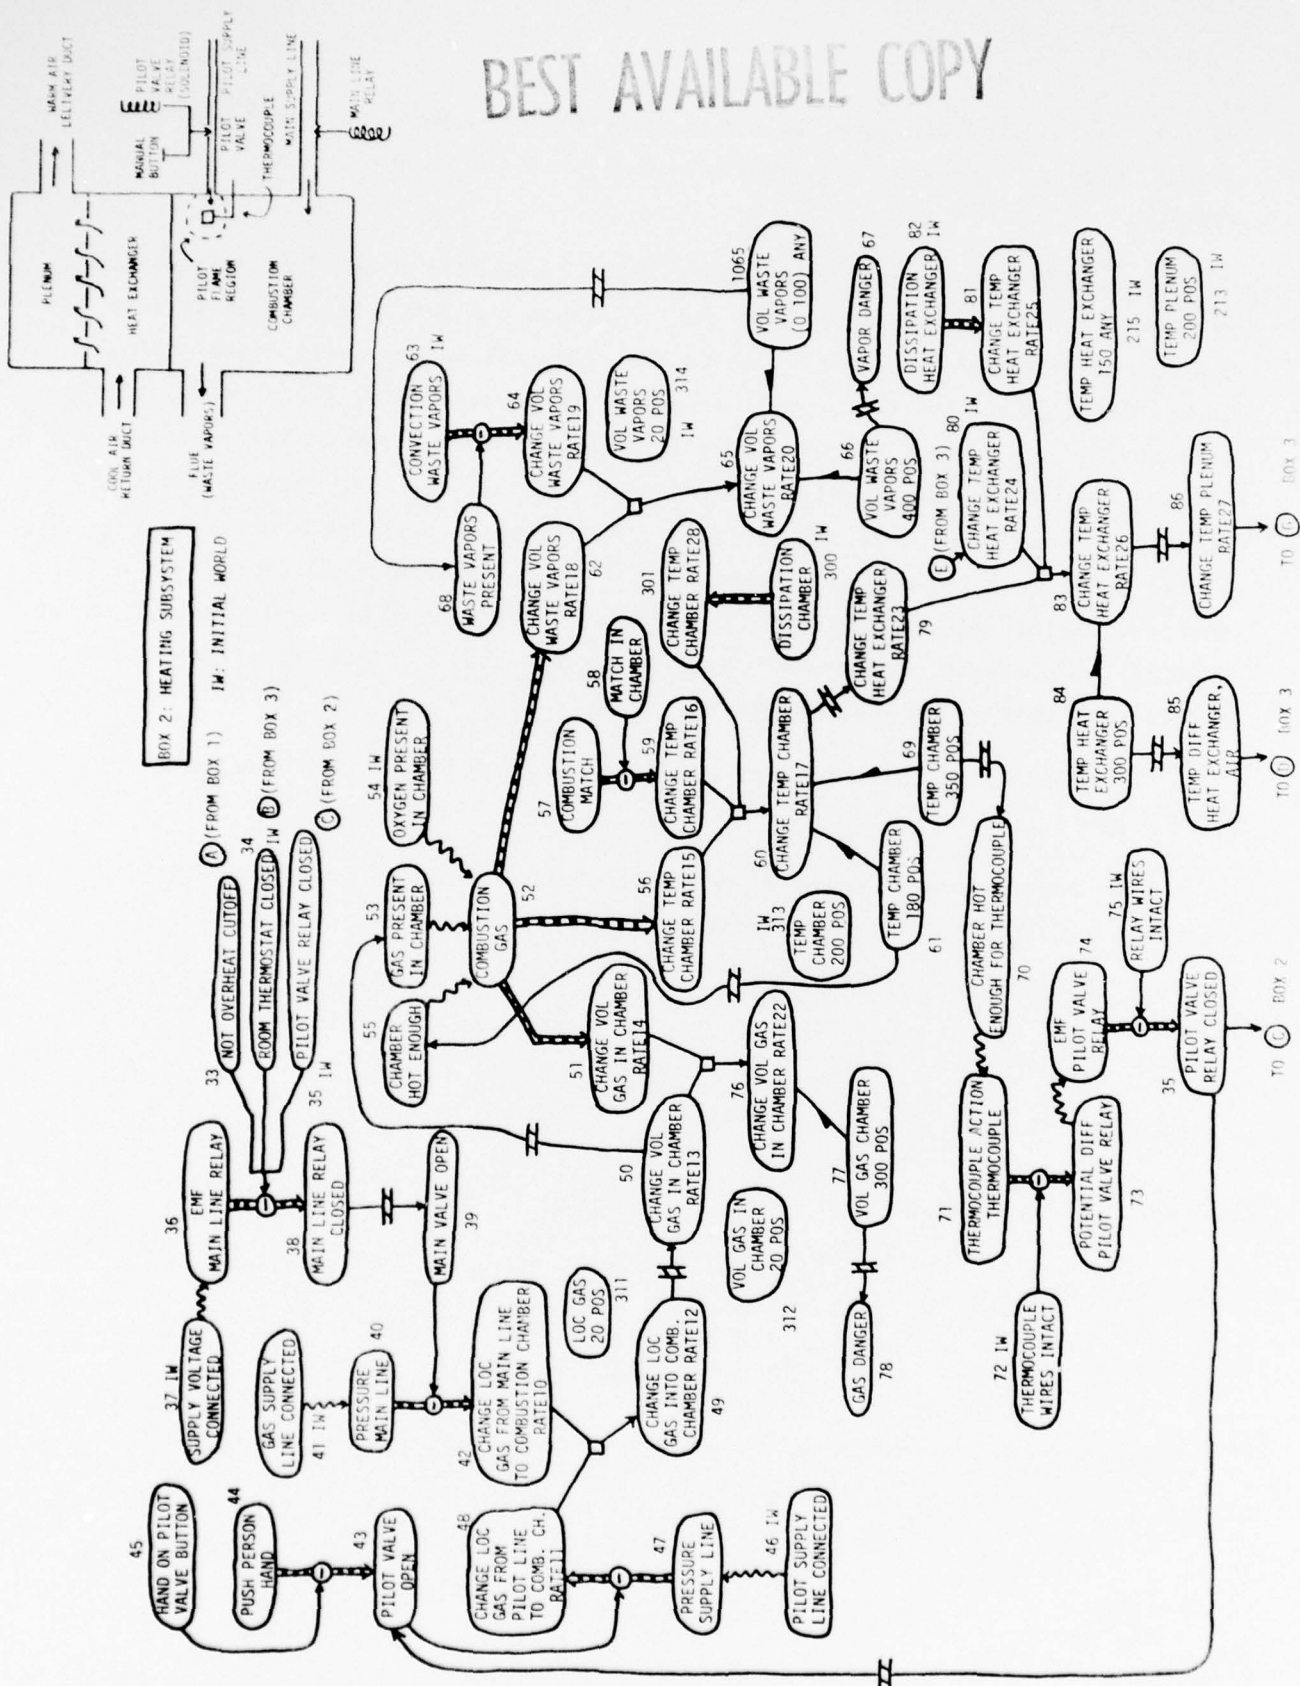 BEST AVAILABLE COPY
WARM AIR
DELIVERY DUCT
PLENUM
HEAT EXCHANGER
COOL AIR
RETURN DUCT
FLUE
(WASTE VAPORS)
PILOT
FLAME
REGION
COMBUSTION
CHAMBER
MANUAL
BUTTON
PILOT
VALVE
RELAY
(SOLENOID)
PILOT SUPPLY
LINE
PILOT
VALVE
THERMOCOUPLE
MAIN SUPPLY LINE
MAIN LINE
RELAY
BOX 2: HEATING SUBSYSTEM
IW: INITIAL WORLD
A (FROM BOX 1)
B (FROM BOX 3)
C (FROM BOX 2)
33
NOT OVERHEAT CUTOFF
34
IW
ROOM THERMOSTAT CLOSED
PILOT VALVE RELAY CLOSED
35 IW
36
EMF
MAIN LINE RELAY
37 IW
SUPPLY VOLTAGE
CONNECTED
38
MAIN LINE RELAY
CLOSED
MAIN VALVE OPEN
39
GAS SUPPLY
LINE CONNECTED
41 IW
40
PRESSURE
MAIN LINE
42
CHANGE LOC
GAS FROM MAIN LINE
TO COMBUSTION CHAMBER
RATE10
45
HAND ON PILOT
VALVE BUTTON
44
PUSH PERSON
HAND
43
PILOT VALVE
OPEN
48
CHANGE LOC
GAS FROM
PILOT LINE
TO COMB. CH.
RATE11
47
PRESSURE
SUPPLY LINE
46 IW
PILOT SUPPLY
LINE CONNECTED
LOC GAS
20 POS
311
CHANGE LOC
GAS INTO COMB.
CHAMBER RATE12
49
50
CHANGE VOL
GAS IN CHAMBER
RATE13
51
CHANGE VOL
GAS IN CHAMBER
RATE14
52
COMBUSTION
GAS
53
GAS PRESENT
IN CHAMBER
54 IW
OXYGEN PRESENT
IN CHAMBER
55
CHAMBER
HOT ENOUGH
56
CHANGE TEMP
CHAMBER RATE15
57
COMBUSTION
MATCH
58
MATCH IN
CHAMBER
59
CHANGE TEMP
CHAMBER RATE16
60
CHANGE TEMP CHAMBER
RATE17
61
TEMP CHAMBER
180 POS
IW
313
TEMP
CHAMBER
200 POS
62
CHANGE VOL
WASTE VAPORS
RATE18
63
IW
CONVECTION
WASTE VAPORS
64
CHANGE VOL
WASTE VAPORS
RATE19
VOL WASTE
VAPORS
20 POS
314
IW
65
CHANGE VOL
WASTE VAPORS
RATE20
66
VOL WASTE
VAPORS
400 POS
VAPOR DANGER
67
68
WASTE VAPORS
PRESENT
1065
VOL WASTE
VAPORS
(0 100) ANY
301
CHANGE TEMP
CHAMBER RATE28
DISSIPATION
CHAMBER
300
IW
69
TEMP CHAMBER
350 POS
CHAMBER HOT
ENOUGH FOR THERMOCOUPLE
70
71
THERMOCOUPLE ACTION
THERMOCOUPLE
72 IW
THERMOCOUPLE
WIRES INTACT
POTENTIAL DIFF
PILOT VALVE RELAY
73
EMF
PILOT VALVE
RELAY
74
75 IW
RELAY WIRES
INTACT
35
PILOT VALVE
RELAY CLOSED
TO C BOX 2
76
CHANGE VOL GAS
IN CHAMBER RATE22
77
VOL GAS CHAMBER
300 POS
GAS DANGER
78
VOL GAS IN
CHAMBER
20 POS
312
CHANGE TEMP
HEAT EXCHANGER
RATE23
79
E (FROM BOX 3)
80 IW
CHANGE TEMP
HEAT EXCHANGER
RATE24
82
IW
DISSIPATION
HEAT EXCHANGER
81
CHANGE TEMP
HEAT EXCHANGER
RATE25
83
CHANGE TEMP
HEAT EXCHANGER
RATE26
84
TEMP HEAT
EXCHANGER
300 POS
85
TEMP DIFF
HEAT EXCHANGER,
AIR
TO D BOX 3
86
CHANGE TEMP PLENUM
RATE27
TO G BOX 3
TEMP HEAT EXCHANGER
150 ANY
215 IW
TEMP PLENUM
200 POS
213 IW